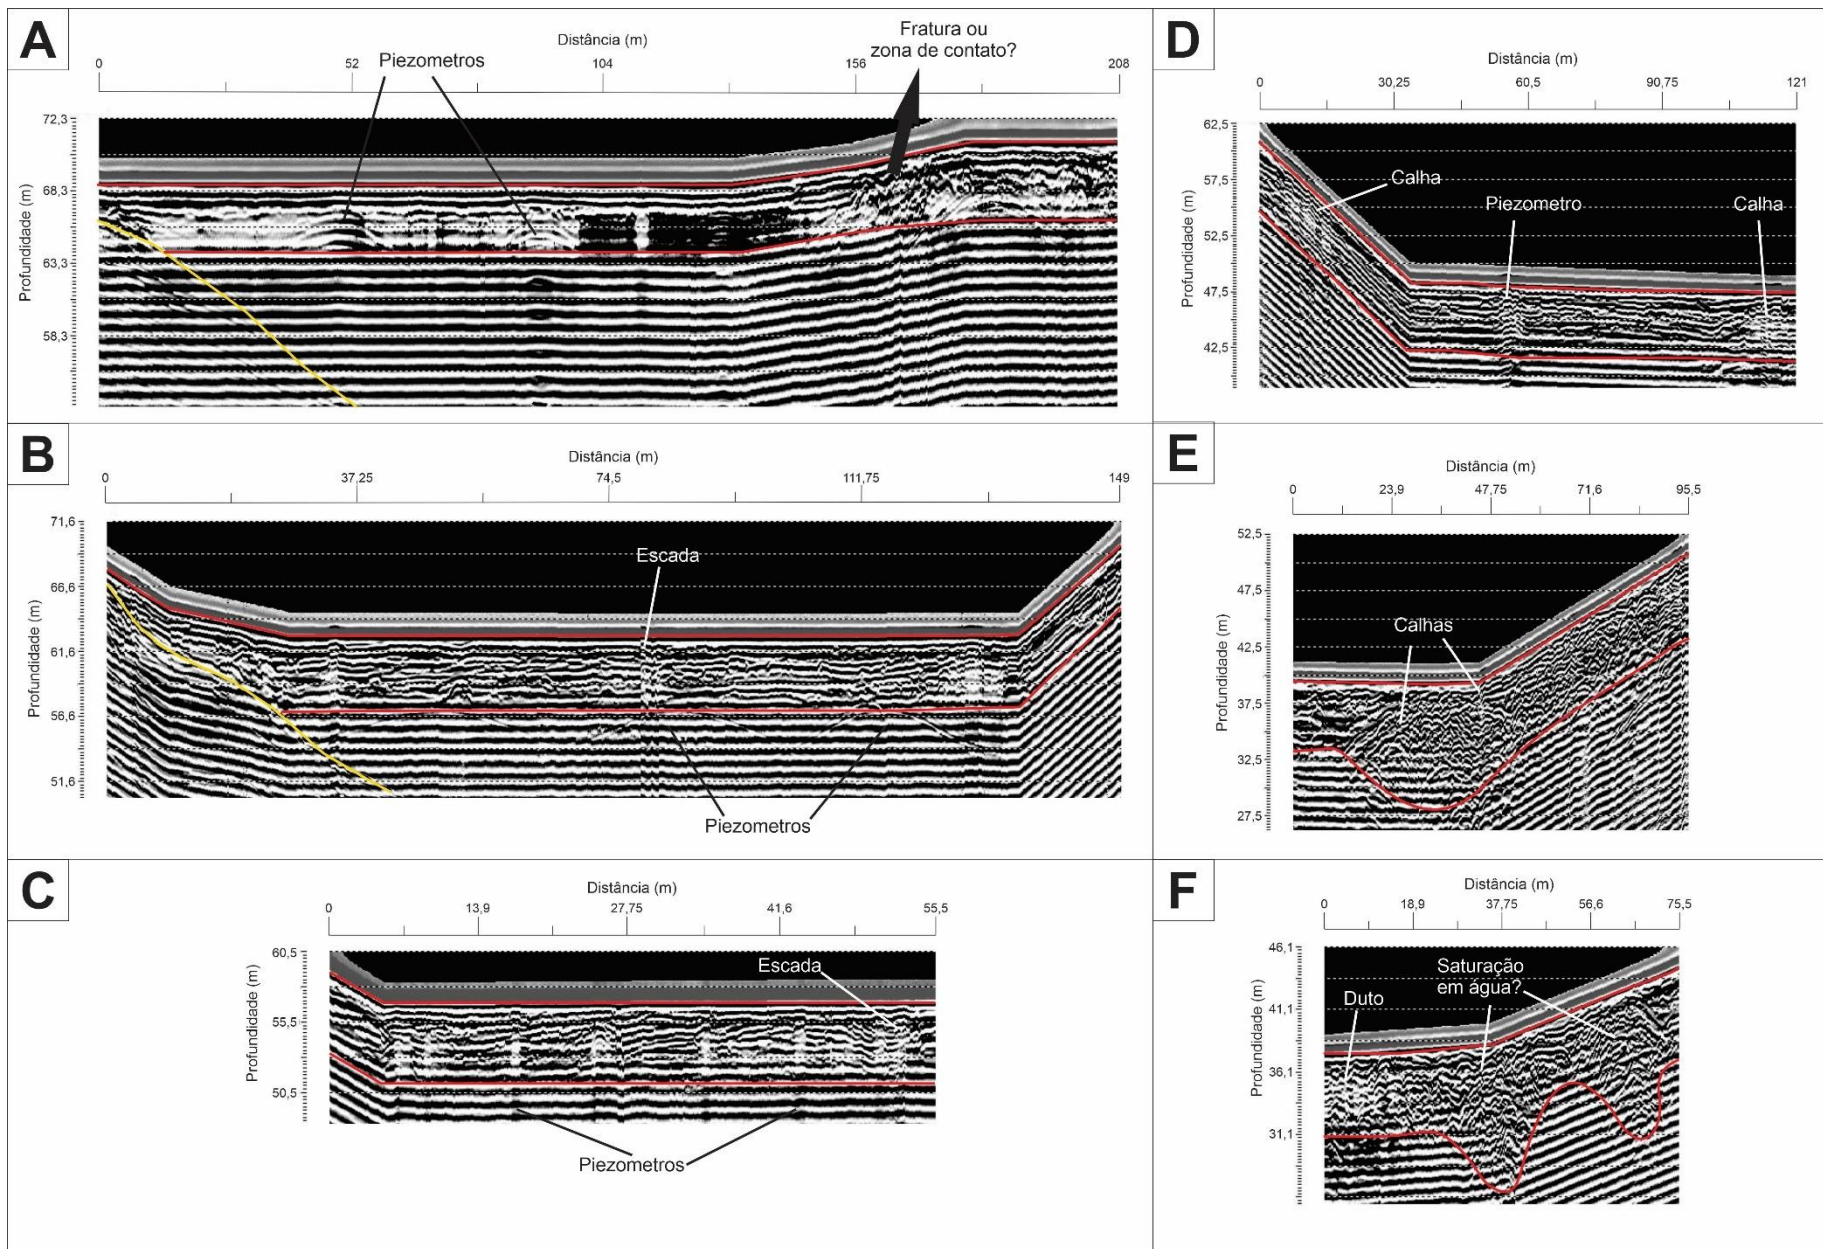 A
Distância (m)
0 52 104 156 208
Piezometros
Fratura ou
zona de contato?
Profundidade (m)
72,3
68,3
63,3
58,3
B
Distância (m)
0 37,25 74,5 111,75 149
Profundidade (m)
71,6
66,6
61,6
56,6
51,6
Escada
Piezometros
C
Distância (m)
0 13,9 27,75 41,6 55,5
Profundidade (m)
60,5
55,5
50,5
Escada
Piezometros
D
Distância (m)
0 30,25 60,5 90,75 121
Profundidade (m)
62,5
57,5
52,5
47,5
42,5
Calha
Piezometro
Calha
E
Distância (m)
0 23,9 47,75 71,6 95,5
Profundidade (m)
52,5
47,5
42,5
37,5
32,5
27,5
Calhas
F
Distância (m)
0 18,9 37,75 56,6 75,5
Profundidade (m)
46,1
41,1
36,1
31,1
Saturação
em água?
Duto